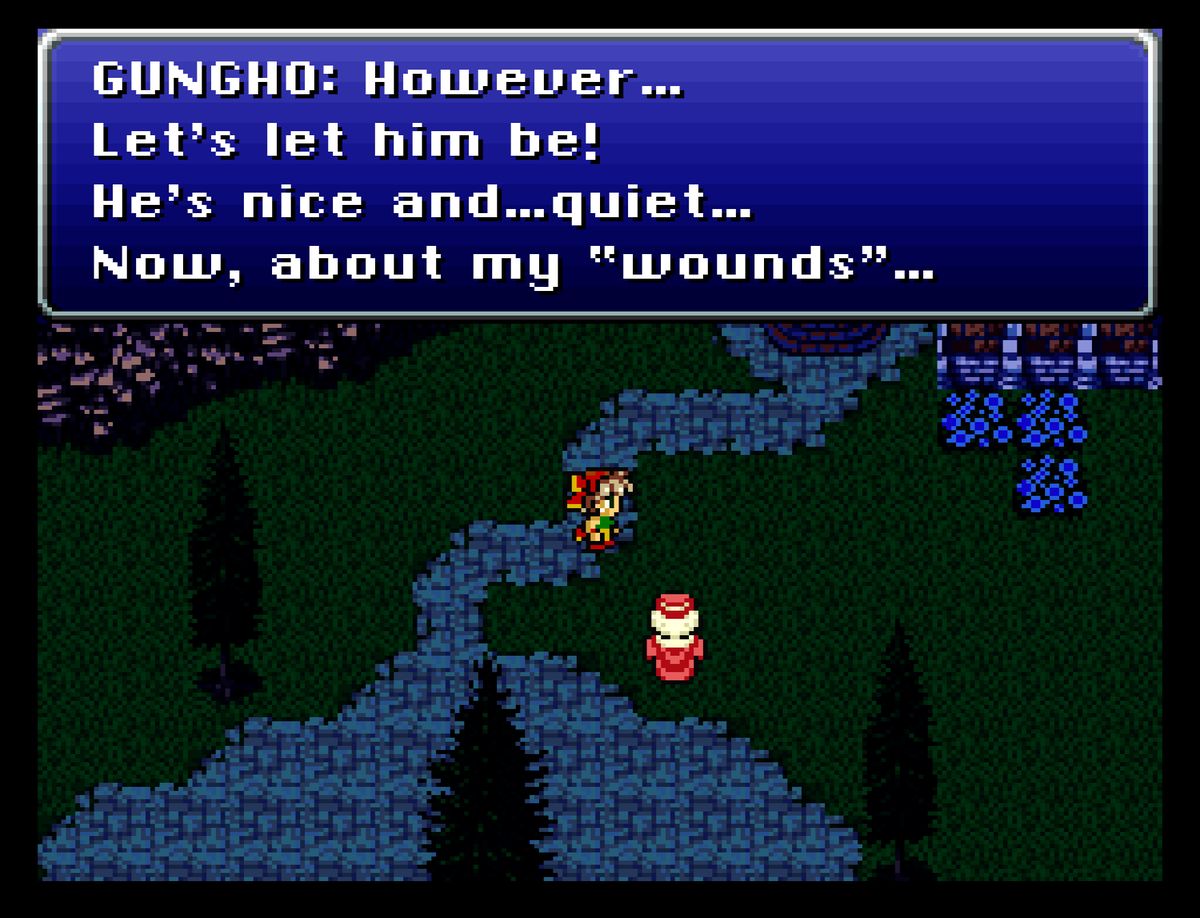 GUNGHO: However…
Let's let him be!
He's nice and…quiet…
Now, about my "wounds"…